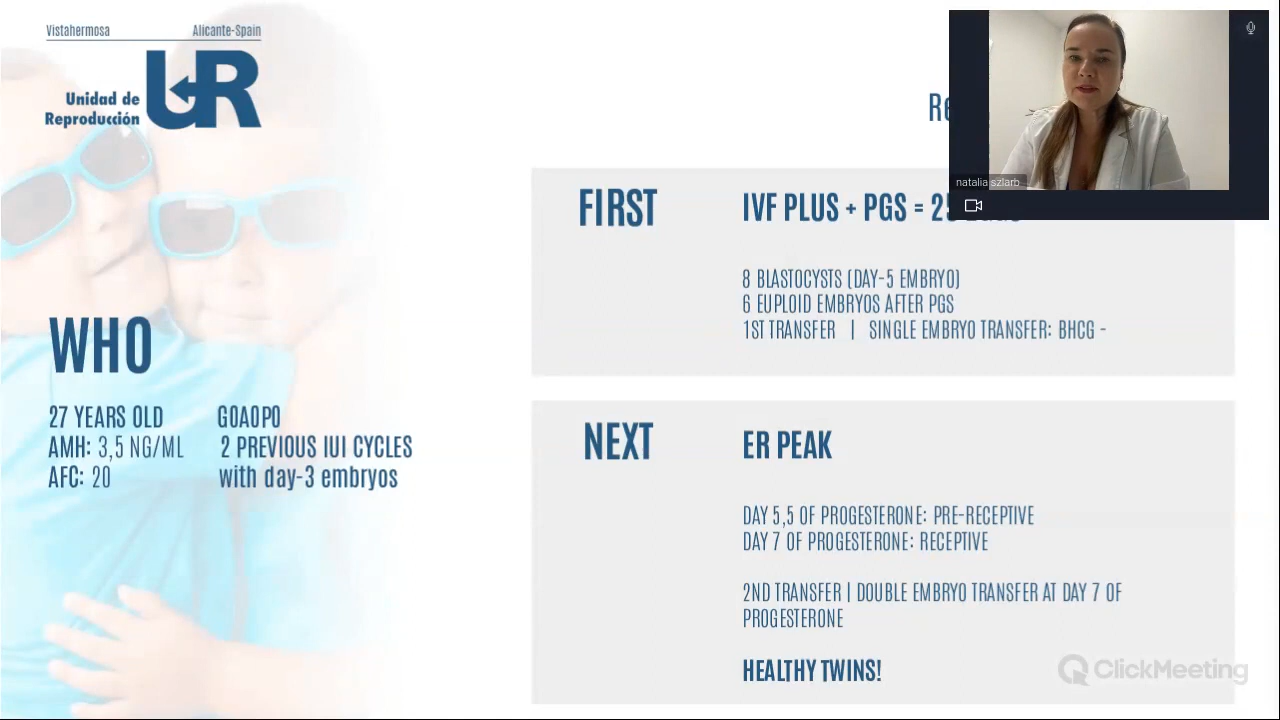 Vistahermosa Alicante-Spain
Unidad de
Reproducción
UR
natalia szlarb
FIRST
IVF PLUS + PGS =
8 BLASTOCYSTS (DAY-5 EMBRYO)
6 EUPLOID EMBRYOS AFTER PGS
1ST TRANSFER | SINGLE EMBRYO TRANSFER: BHCG -
WHO
27 YEARS OLD G0A0P0
AMH: 3,5 NG/ML 2 PREVIOUS IUI CYCLES
AFC: 20 with day-3 embryos
NEXT
ER PEAK
DAY 5,5 OF PROGESTERONE: PRE-RECEPTIVE
DAY 7 OF PROGESTERONE: RECEPTIVE
2ND TRANSFER | DOUBLE EMBRYO TRANSFER AT DAY 7 OF
PROGESTERONE
HEALTHY TWINS!
ClickMeeting